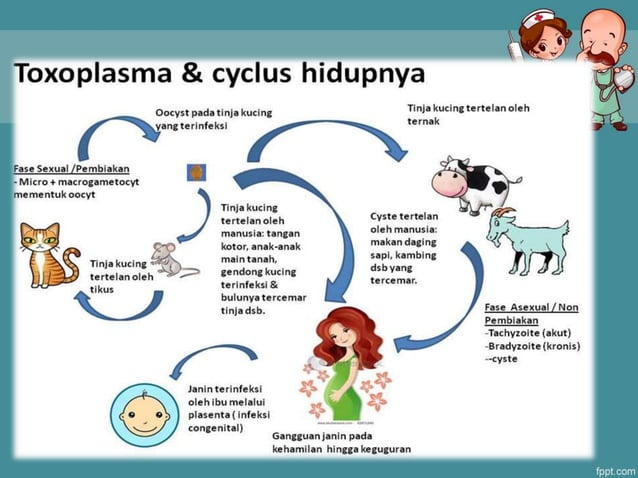 Toxoplasma & cyclus hidupnya
Oocyst pada tinja kucing
yang terinfeksi
Tinja kucing tertelan oleh
ternak
Fase Sexual /Pembiakan
- Micro + macrogametocyt
mementuk oocyt
Tinja kucing
tertelan oleh
tikus
Tinja kucing
tertelan oleh
manusia: tangan
kotor, anak-anak
main tanah,
gendong kucing
terinfeksi &
bulunya tercemar
tinja dsb.
Cyste tertelan
oleh manusia:
makan daging
sapi, kambing
dsb yang
tercemar.
Fase Asexual / Non
Pembiakan
-Tachyzoite (akut)
-Bradyzoite (kronis)
--cyste
Janin terinfeksi
oleh ibu melalui
plasenta ( infeksi
congenital)
Gangguan janin pada
kehamilan hingga keguguran
fppt.com